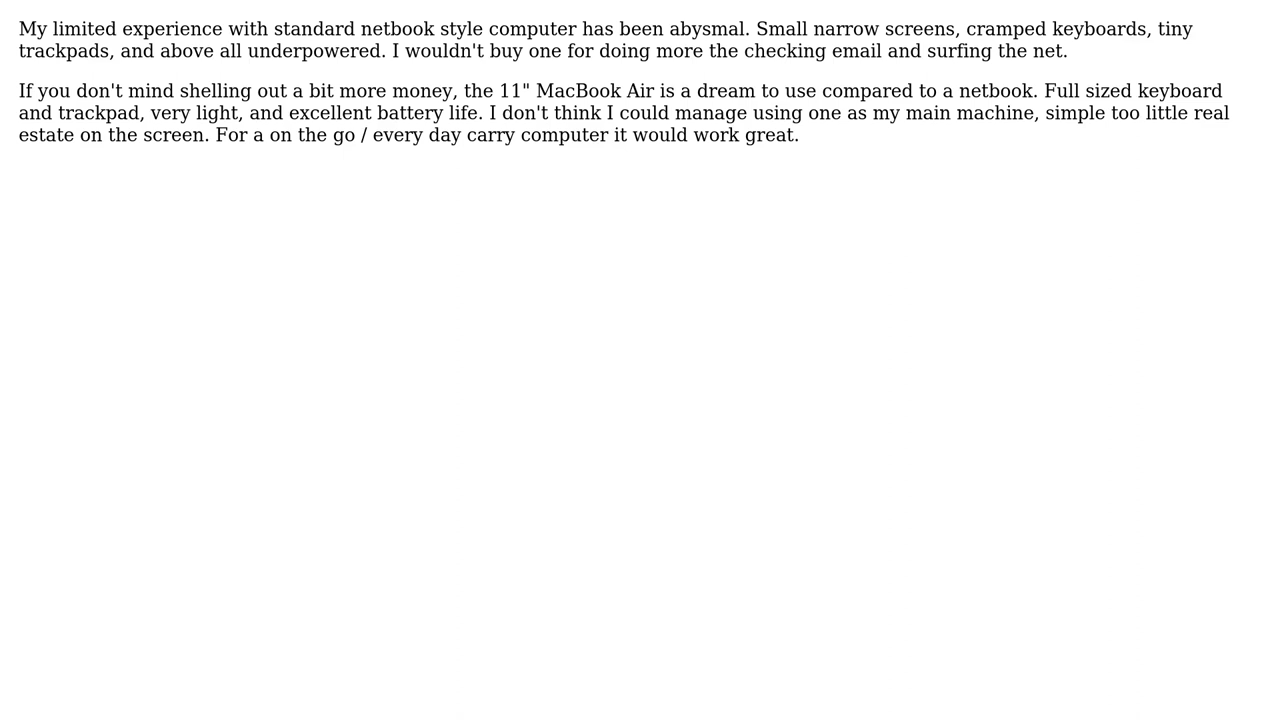 My limited experience with standard netbook style computer has been abysmal. Small narrow screens, cramped keyboards, tiny
trackpads, and above all underpowered. I wouldn't buy one for doing more the checking email and surfing the net.
If you don't mind shelling out a bit more money, the 11" MacBook Air is a dream to use compared to a netbook. Full sized keyboard
and trackpad, very light, and excellent battery life. I don't think I could manage using one as my main machine, simple too little real
estate on the screen. For a on the go / every day carry computer it would work great.